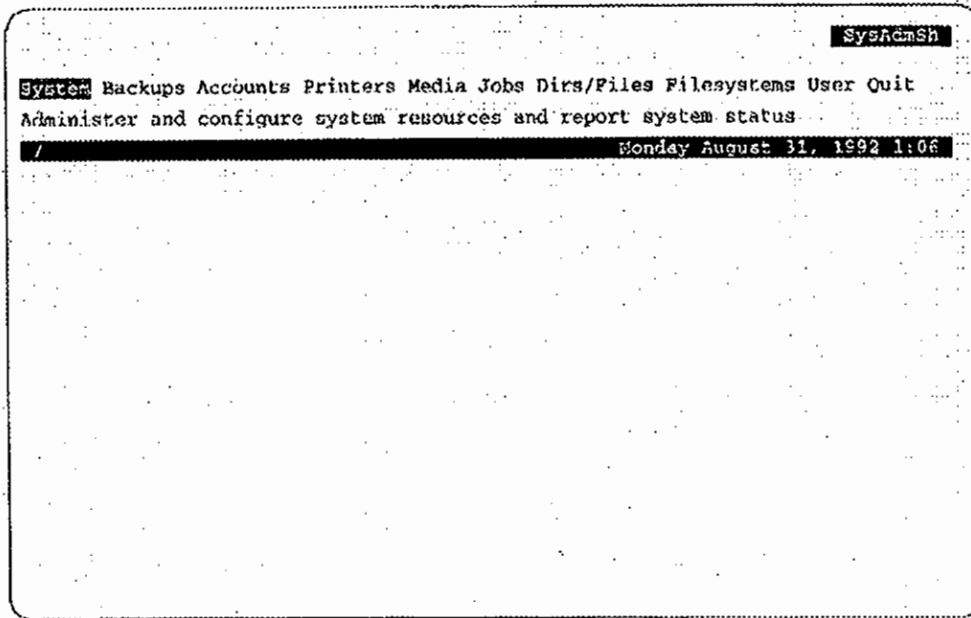 SysAdmSh
System Backups Accounts Printers Media Jobs Dirs/Files Filesystems User Quit
Administer and configure system resources and report system status
/ Monday August 31, 1992 1:06